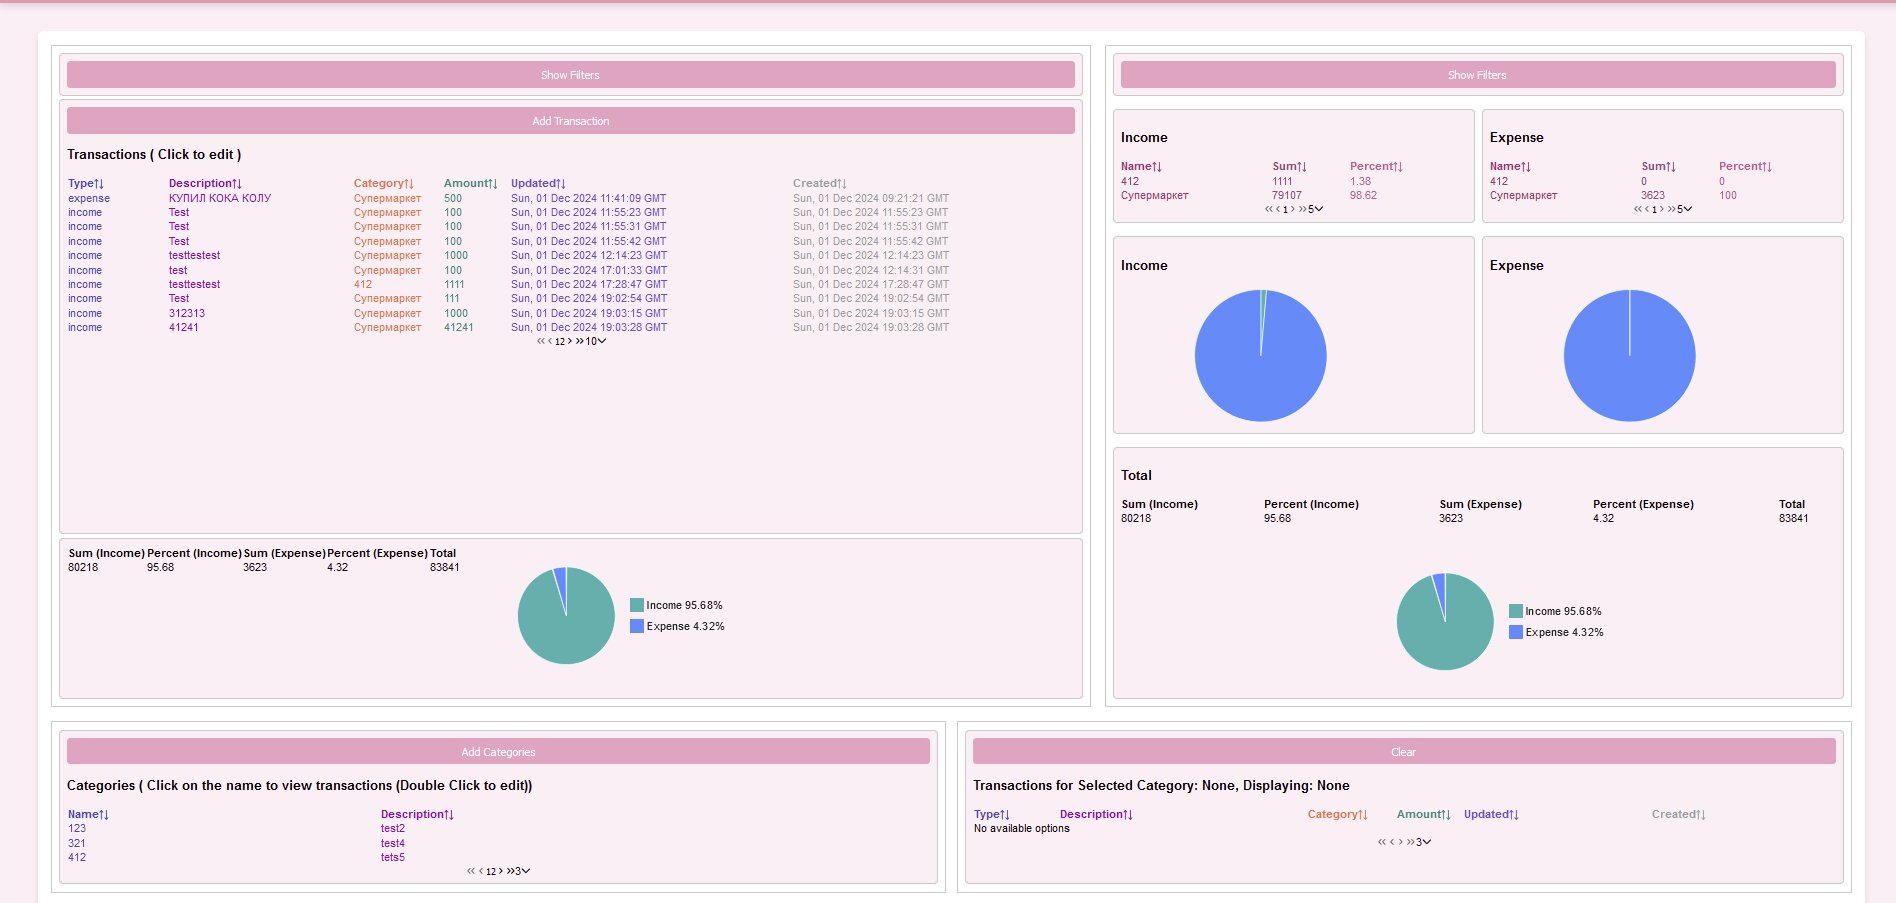 Show Filters
Add Transaction
Transactions ( Click to edit )
Type↑↓ Description↑↓ Category↑↓ Amount↑↓ Updated↑↓ Created↑↓
expense КУПИЛ КОКА КОЛУ Супермаркет 500 Sun, 01 Dec 2024 11:41:09 GMT Sun, 01 Dec 2024 09:21:21 GMT
income Test Супермаркет 100 Sun, 01 Dec 2024 11:55:23 GMT Sun, 01 Dec 2024 11:55:23 GMT
income Test Супермаркет 100 Sun, 01 Dec 2024 11:55:31 GMT Sun, 01 Dec 2024 11:55:31 GMT
income Test Супермаркет 100 Sun, 01 Dec 2024 11:55:42 GMT Sun, 01 Dec 2024 11:55:42 GMT
income testtestest Супермаркет 1000 Sun, 01 Dec 2024 12:14:23 GMT Sun, 01 Dec 2024 12:14:23 GMT
income test Супермаркет 100 Sun, 01 Dec 2024 17:01:33 GMT Sun, 01 Dec 2024 12:14:31 GMT
income testtestest 412 1111 Sun, 01 Dec 2024 17:28:47 GMT Sun, 01 Dec 2024 17:28:47 GMT
income Test Супермаркет 111 Sun, 01 Dec 2024 19:02:54 GMT Sun, 01 Dec 2024 19:02:54 GMT
income 312313 Супермаркет 1000 Sun, 01 Dec 2024 19:03:15 GMT Sun, 01 Dec 2024 19:03:15 GMT
income 41241 Супермаркет 41241 Sun, 01 Dec 2024 19:03:28 GMT Sun, 01 Dec 2024 19:03:28 GMT
« ‹ 12 › » 10
Sum (Income) Percent (Income) Sum (Expense) Percent (Expense) Total
80218 95.68 3623 4.32 83841
Income 95.68%
Expense 4.32%
Show Filters
Income
Name↑↓ Sum↑↓ Percent↑↓
412 1111 1.38
Супермаркет 79107 98.62
« ‹ 1 › » 5
Expense
Name↑↓ Sum↑↓ Percent↑↓
412 0 0
Супермаркет 3623 100
« ‹ 1 › » 5
Income
Expense
Total
Sum (Income) Percent (Income) Sum (Expense) Percent (Expense) Total
80218 95.68 3623 4.32 83841
Income 95.68%
Expense 4.32%
Add Categories
Categories ( Click on the name to view transactions (Double Click to edit))
Name↑↓ Description↑↓
123 test2
321 test4
412 tets5
« ‹ 12 › » 3
Clear
Transactions for Selected Category: None, Displaying: None
Type↑↓ Description↑↓ Category↑↓ Amount↑↓ Updated↑↓ Created↑↓
No available options
« ‹ › » 3